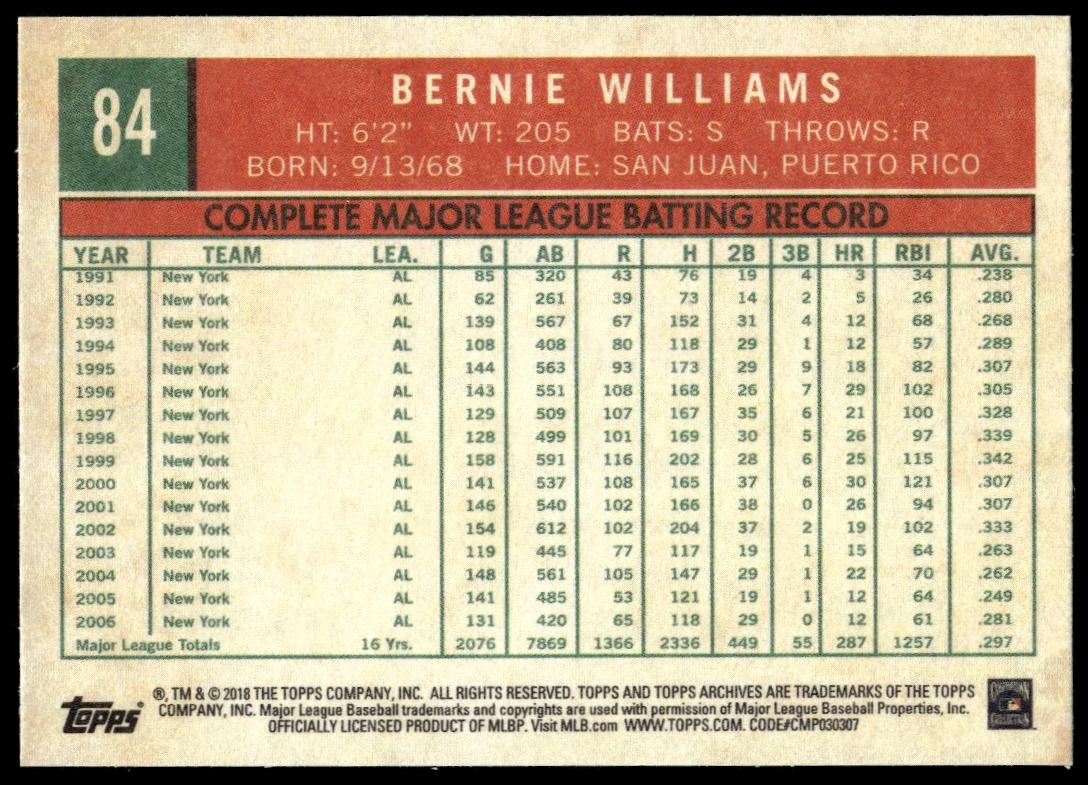 84
BERNIE WILLIAMS
HT: 6'2" WT: 205 BATS: S THROWS: R
BORN: 9/13/68 HOME: SAN JUAN, PUERTO RICO
COMPLETE MAJOR LEAGUE BATTING RECORD
YEAR TEAM LEA. G AB R H 2B 3B HR RBI AVG.
1991 New York AL 85 320 43 76 19 4 3 34 .238
1992 New York AL 62 261 39 73 14 2 5 26 .280
1993 New York AL 139 567 67 152 31 4 12 68 .268
1994 New York AL 108 408 80 118 29 1 12 57 .289
1995 New York AL 144 563 93 173 29 9 18 82 .307
1996 New York AL 143 551 108 168 26 7 29 102 .305
1997 New York AL 129 509 107 167 35 6 21 100 .328
1998 New York AL 128 499 101 169 30 5 26 97 .339
1999 New York AL 158 591 116 202 28 6 25 115 .342
2000 New York AL 141 537 108 165 37 6 30 121 .307
2001 New York AL 146 540 102 166 38 0 26 94 .307
2002 New York AL 154 612 102 204 37 2 19 102 .333
2003 New York AL 119 445 77 117 19 1 15 64 .263
2004 New York AL 148 561 105 147 29 1 22 70 .262
2005 New York AL 141 485 53 121 19 1 12 64 .249
2006 New York AL 131 420 65 118 29 0 12 61 .281
Major League Totals 16 Yrs. 2076 7869 1366 2336 449 55 287 1257 .297
Topps
®, TM & © 2018 THE TOPPS COMPANY, INC. ALL RIGHTS RESERVED. TOPPS AND TOPPS ARCHIVES ARE TRADEMARKS OF THE TOPPS
COMPANY, INC. Major League Baseball trademarks and copyrights are used with permission of Major League Baseball Properties, Inc.
OFFICIALLY LICENSED PRODUCT OF MLBP. Visit MLB.com WWW.TOPPS.COM. CODE#CMP030307
COOPERSTOWN
COLLECTION